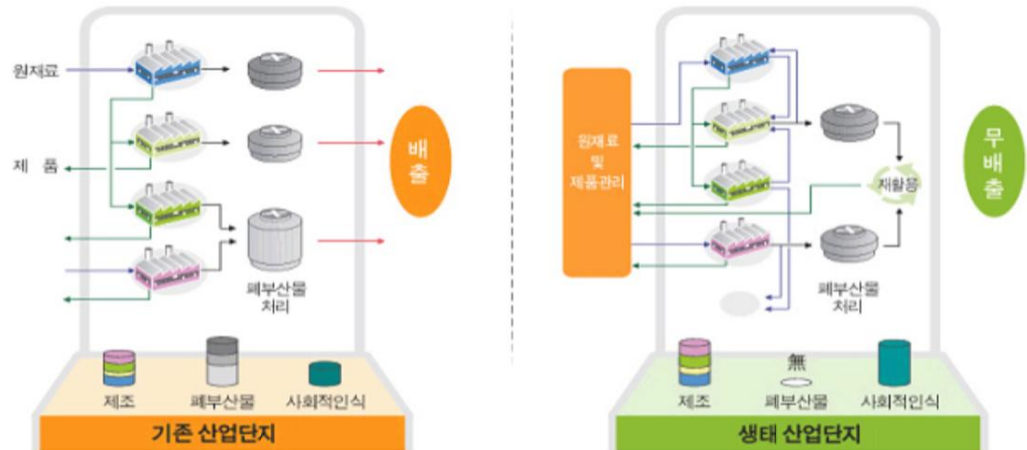 원재료
제 품
배
출
폐부산물
처리
제조
폐부산물
사회적인식
기존 산업단지
원재료
및
제품관리
재활용
무
배
출
폐부산물
처리
無
제조
폐부산물
사회적인식
생태 산업단지